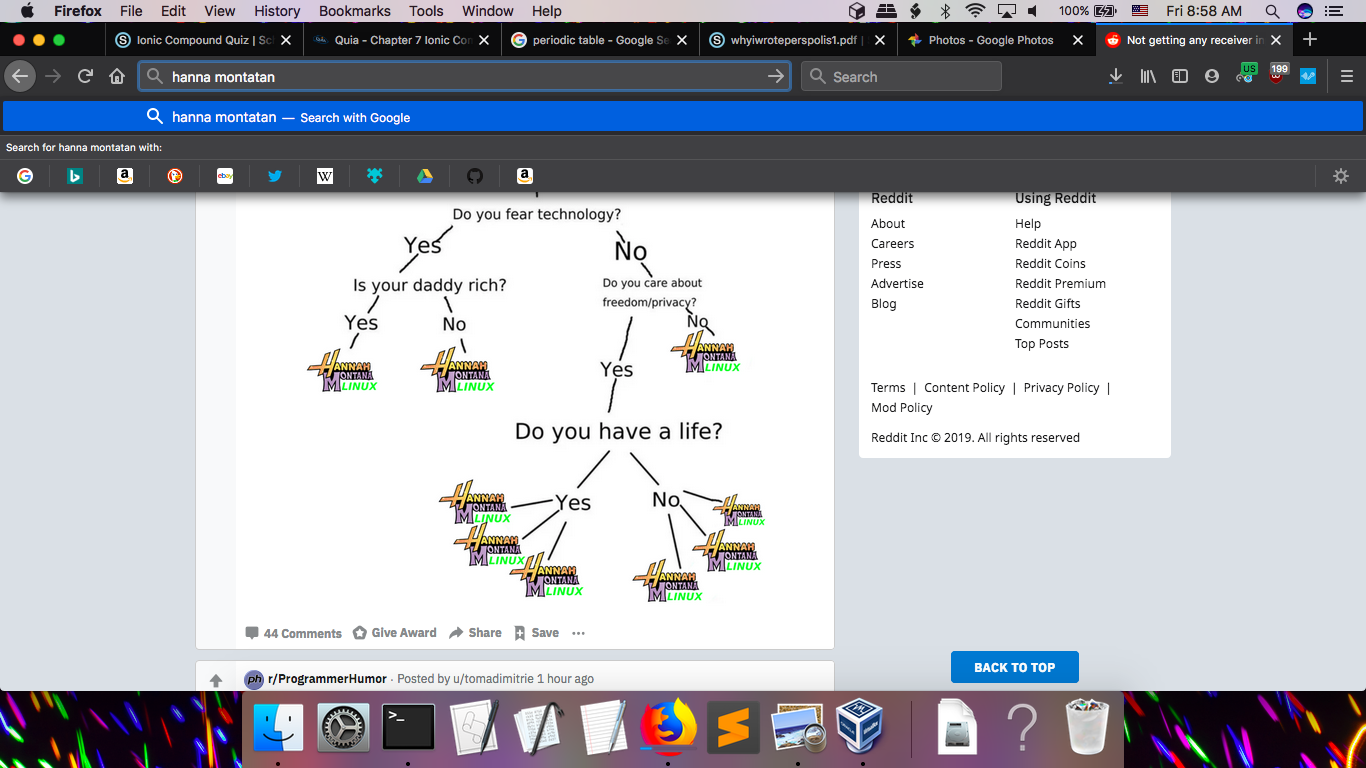 Firefox File Edit View History Bookmarks Tools Window Help 100% Fri 8:58 AM
Ionic Compound Quiz | Sc
Quia - Chapter 7 Ionic Con
periodic table - Google Se
whyiwroteperspolis1.pdf |
Photos - Google Photos
Not getting any receiver in
hanna montatan
Search
US
199
hanna montatan — Search with Google
Search for hanna montatan with:
Do you fear technology?
Yes
No
Is your daddy rich?
Do you care about
freedom/privacy?
Yes
No
No
HANNAH
MONTANA
LINUX
HANNAH
MONTANA
LINUX
HANNAH
MONTANA
LINUX
Yes
Do you have a life?
Yes
No
HANNAH
MONTANA
LINUX
HANNAH
MONTANA
LINUX
HANNAH
MONTANA
LINUX
HANNAH
MONTANA
LINUX
HANNAH
MONTANA
LINUX
HANNAH
MONTANA
LINUX
44 Comments Give Award Share Save
ph r/ProgrammerHumor · Posted by u/tomadimitrie 1 hour ago
Reddit
About
Careers
Press
Advertise
Blog
Using Reddit
Help
Reddit App
Reddit Coins
Reddit Premium
Reddit Gifts
Communities
Top Posts
Terms | Content Policy | Privacy Policy |
Mod Policy
Reddit Inc © 2019. All rights reserved
BACK TO TOP